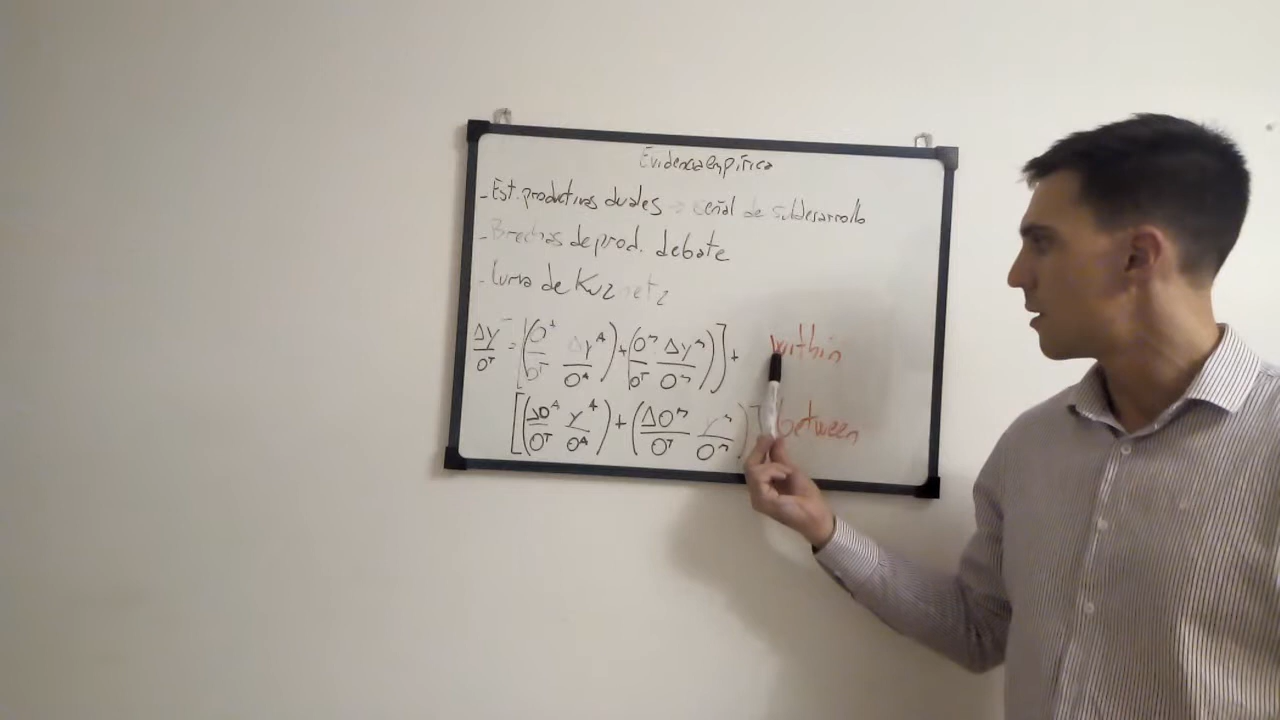 Evidencia empírica
- Est. productivas duales → señal de subdesarrollo
- Brechas de prod. debate
- Curva de Kuznetz
ΔY/O^T = [(O^A/O^T ΔY^A/O^A) + (O^M/O^T ΔY^M/O^M)] + within
[(ΔO^A/O^T Y^A/O^A) + (ΔO^M/O^T Y^M/O^M)] between